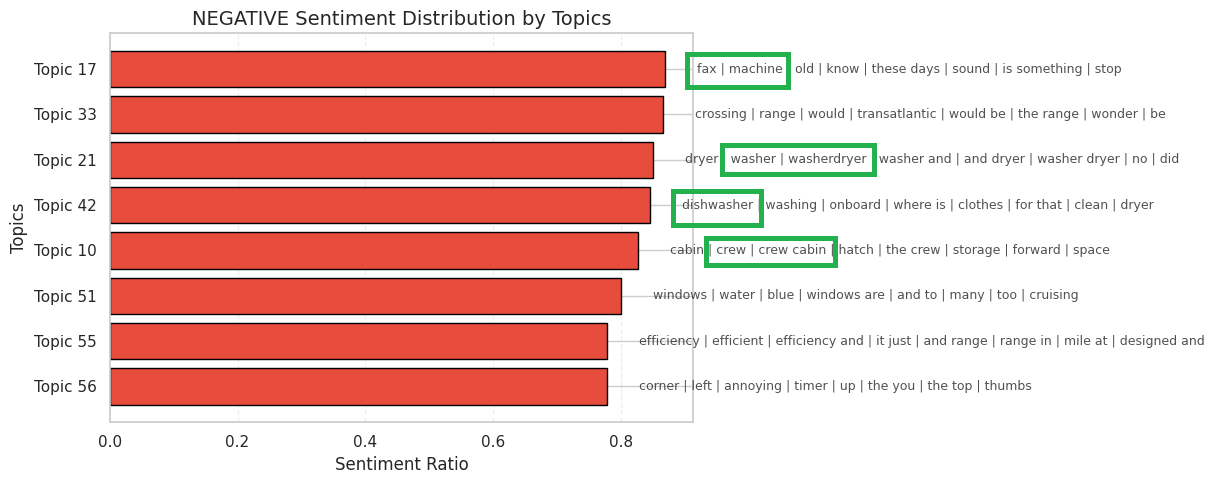 NEGATIVE Sentiment Distribution by Topics
Topic 17 fax | machine old | know | these days | sound | is something | stop
Topic 33 crossing | range | would | transatlantic | would be | the range | wonder | be
Topic 21 dryer washer | washerdryer washer and | and dryer | washer dryer | no | did
Topic 42 dishwasher | washing | onboard | where is | clothes | for that | clean | dryer
Topic 10 cabin | crew | crew cabin | hatch | the crew | storage | forward | space
Topic 51 windows | water | blue | windows are | and to | many | too | cruising
Topic 55 efficiency | efficient | efficiency and | it just | and range | range in | mile at | designed and
Topic 56 corner | left | annoying | timer | up | the you | the top | thumbs
Topics
0.0 0.2 0.4 0.6 0.8
Sentiment Ratio